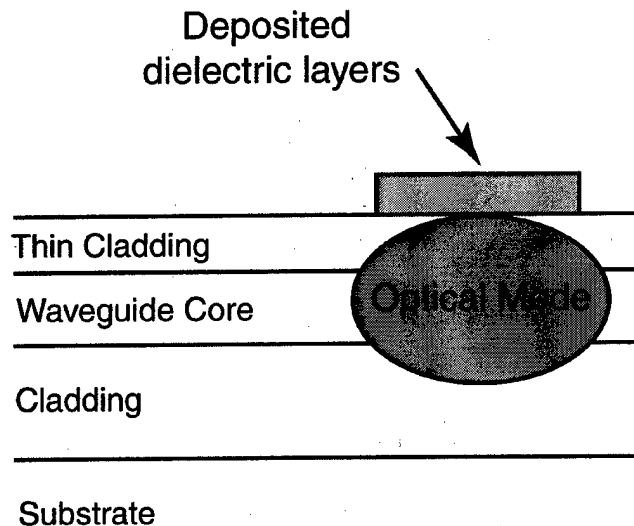 Deposited
dielectric layers
Thin Cladding
Optical Mode
Waveguide Core
Cladding
Substrate